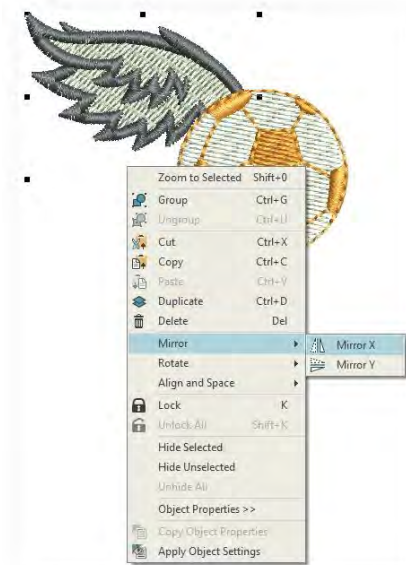 Zoom to Selected Shift+0
Group Ctrl+G
Ungroup Ctrl+U
Cut Ctrl+X
Copy Ctrl+C
Paste Ctrl+V
Duplicate Ctrl+D
Delete Del
Mirror
Mirror X
Rotate
Mirror Y
Align and Space
Lock K
Unlock All Shift+K
Hide Selected
Hide Unselected
Unhide All
Object Properties >>
Copy Object Properties
Apply Object Settings